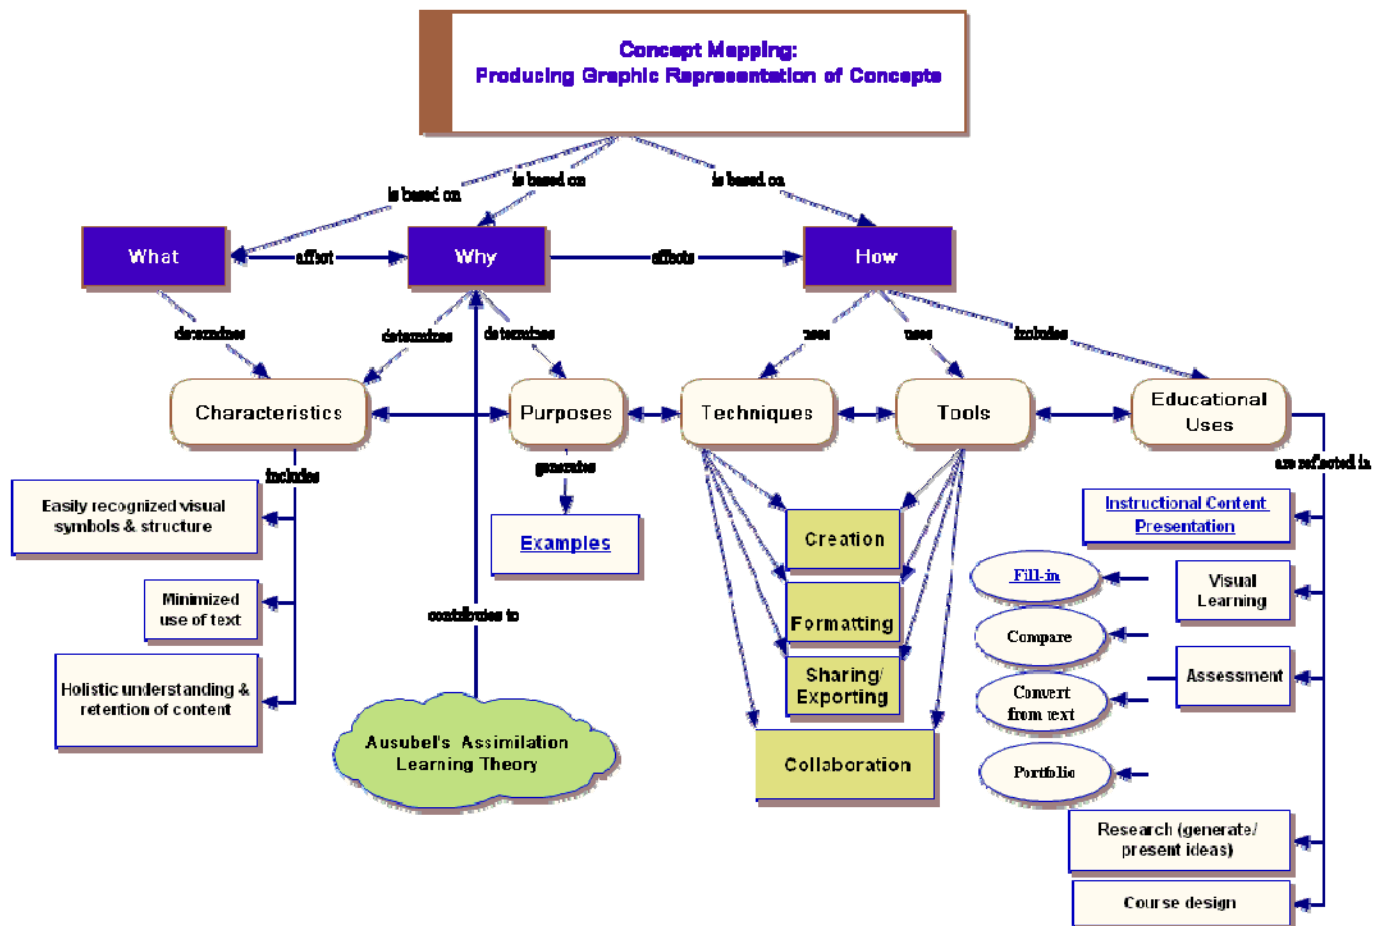 Concept Mapping:
Producing Graphic Representation of Concepts
is based on
is based on
is based on
What
affect
Why
affects
How
determines
determines
determines
uses
uses
includes
Characteristics
Purposes
Techniques
Tools
Educational
Uses
includes
generates
are reflected in
Easily recognized visual
symbols & structure
Minimized
use of text
Holistic understanding &
retention of content
Examples
contributes to
Ausubel's Assimilation
Learning Theory
Creation
Formatting
Sharing/
Exporting
Collaboration
Instructional Content
Presentation
Visual
Learning
Assessment
Fill-in
Compare
Convert
from text
Portfolio
Research (generate/
present ideas)
Course design